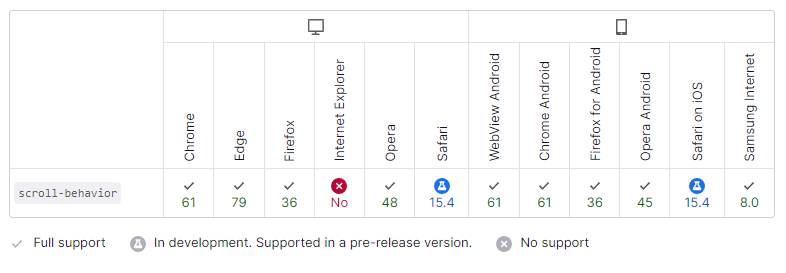 Chrome
Edge
Firefox
Internet Explorer
Opera
Safari
WebView Android
Chrome Android
Firefox for Android
Opera Android
Safari on iOS
Samsung Internet
scroll-behavior
61 79 36 No 48 15.4 61 61 36 45 15.4 8.0
Full support In development. Supported in a pre-release version. No support